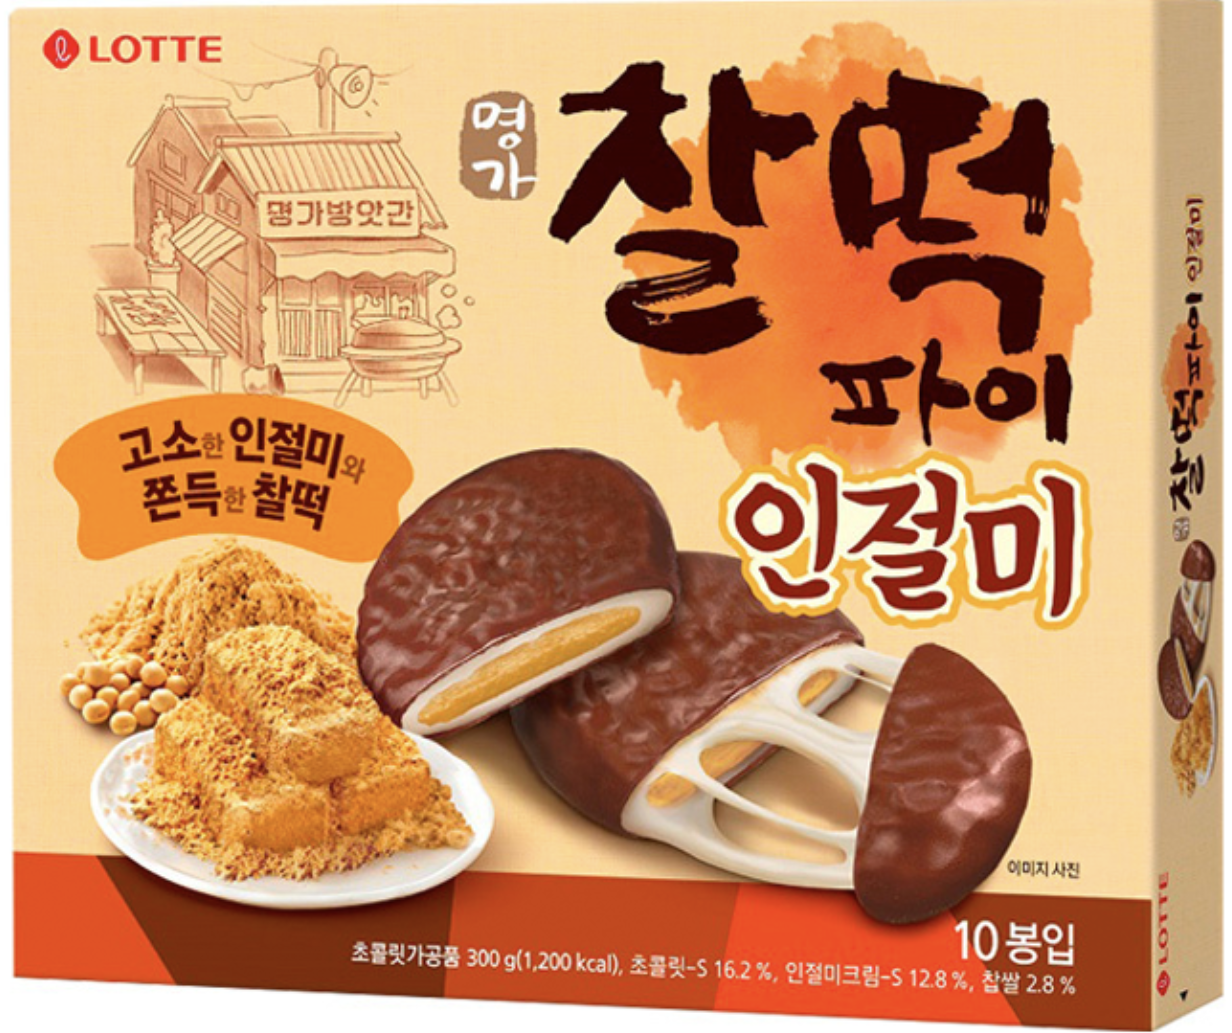 LOTTE
명가
찰떡
파이
인절미
명가방앗간
고소한 인절미와
쫀득한 찰떡
이미지 사진
10봉입
초콜릿가공품 300 g(1,200 kcal), 초콜릿-S 16.2 %, 인절미크림-S 12.8 %, 찹쌀 2.8 %
명가 찰떡파이 인절미
LOTTE